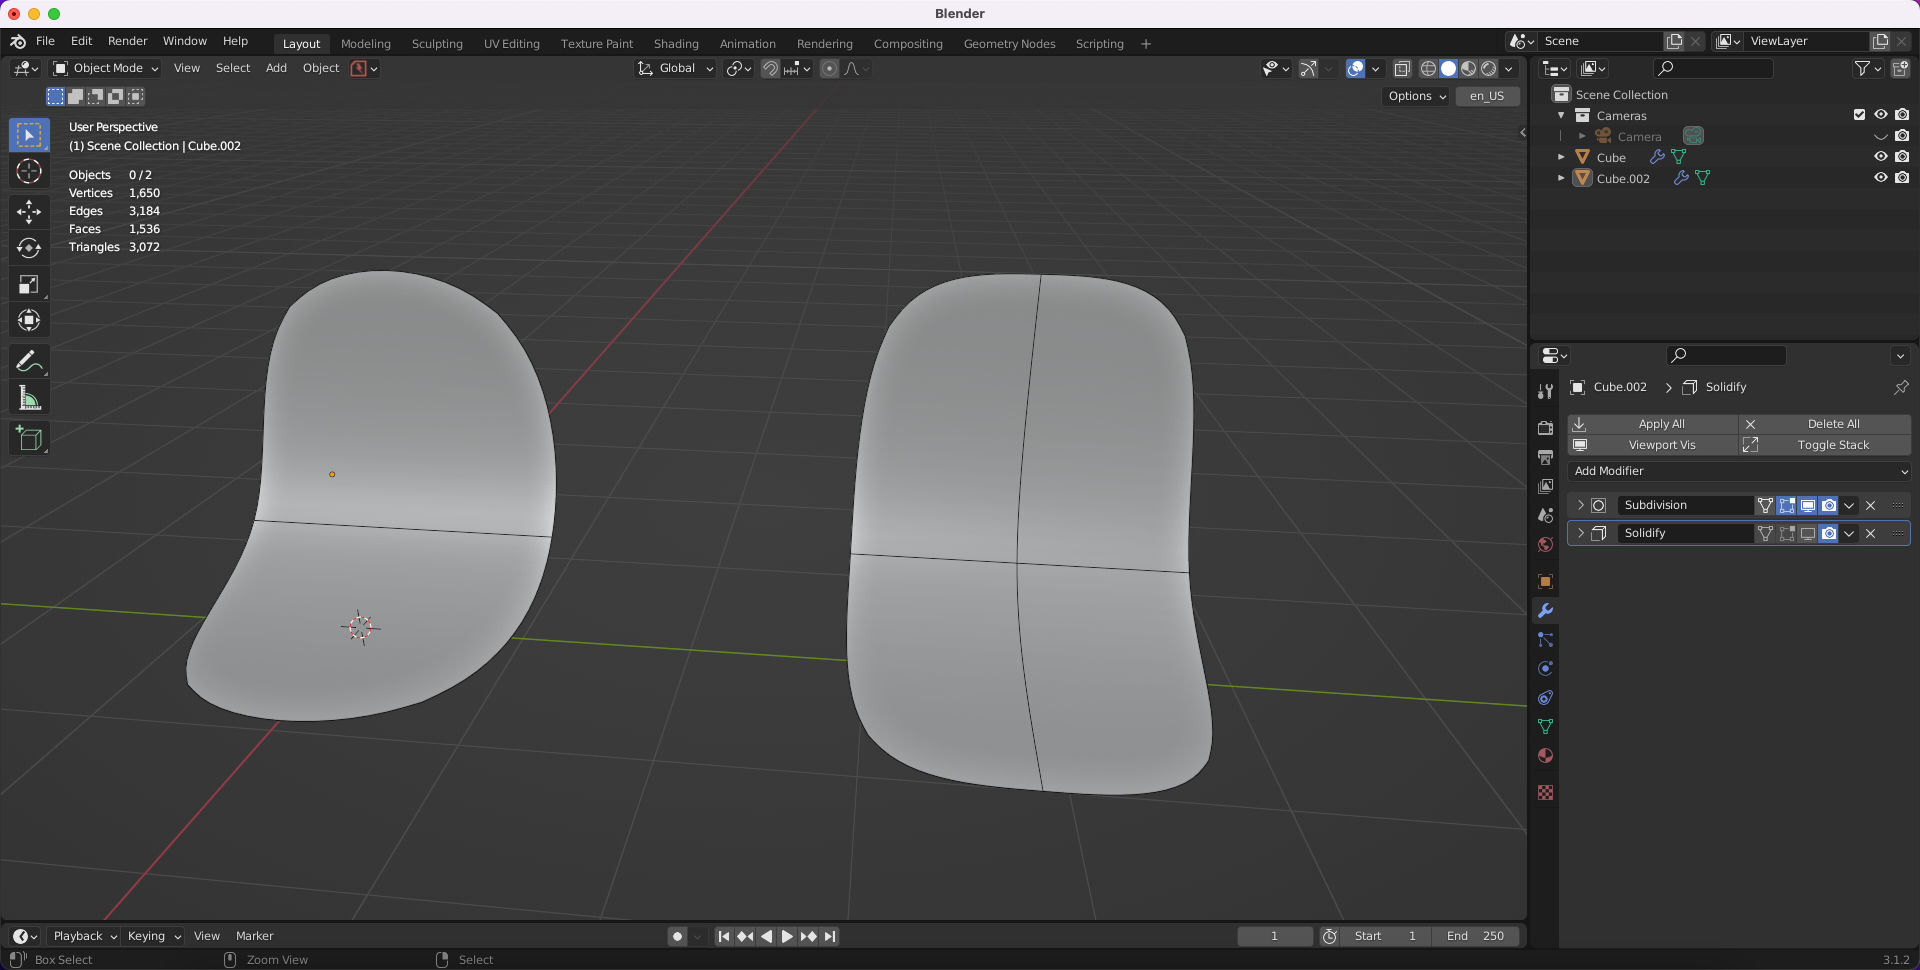 Blender
File Edit Render Window Help Layout Modeling Sculpting UV Editing Texture Paint Shading Animation Rendering Compositing Geometry Nodes Scripting + Scene ViewLayer
Object Mode View Select Add Object Global
Options en_US
User Perspective
(1) Scene Collection | Cube.002
Objects 0 / 2
Vertices 1,650
Edges 3,184
Faces 1,536
Triangles 3,072
Scene Collection
Cameras
Camera
Cube
Cube.002
Cube.002 > Solidify
Apply All Delete All
Viewport Vis Toggle Stack
Add Modifier
Subdivision
Solidify
Playback Keying View Marker 1 Start 1 End 250
Box Select Zoom View Select 3.1.2